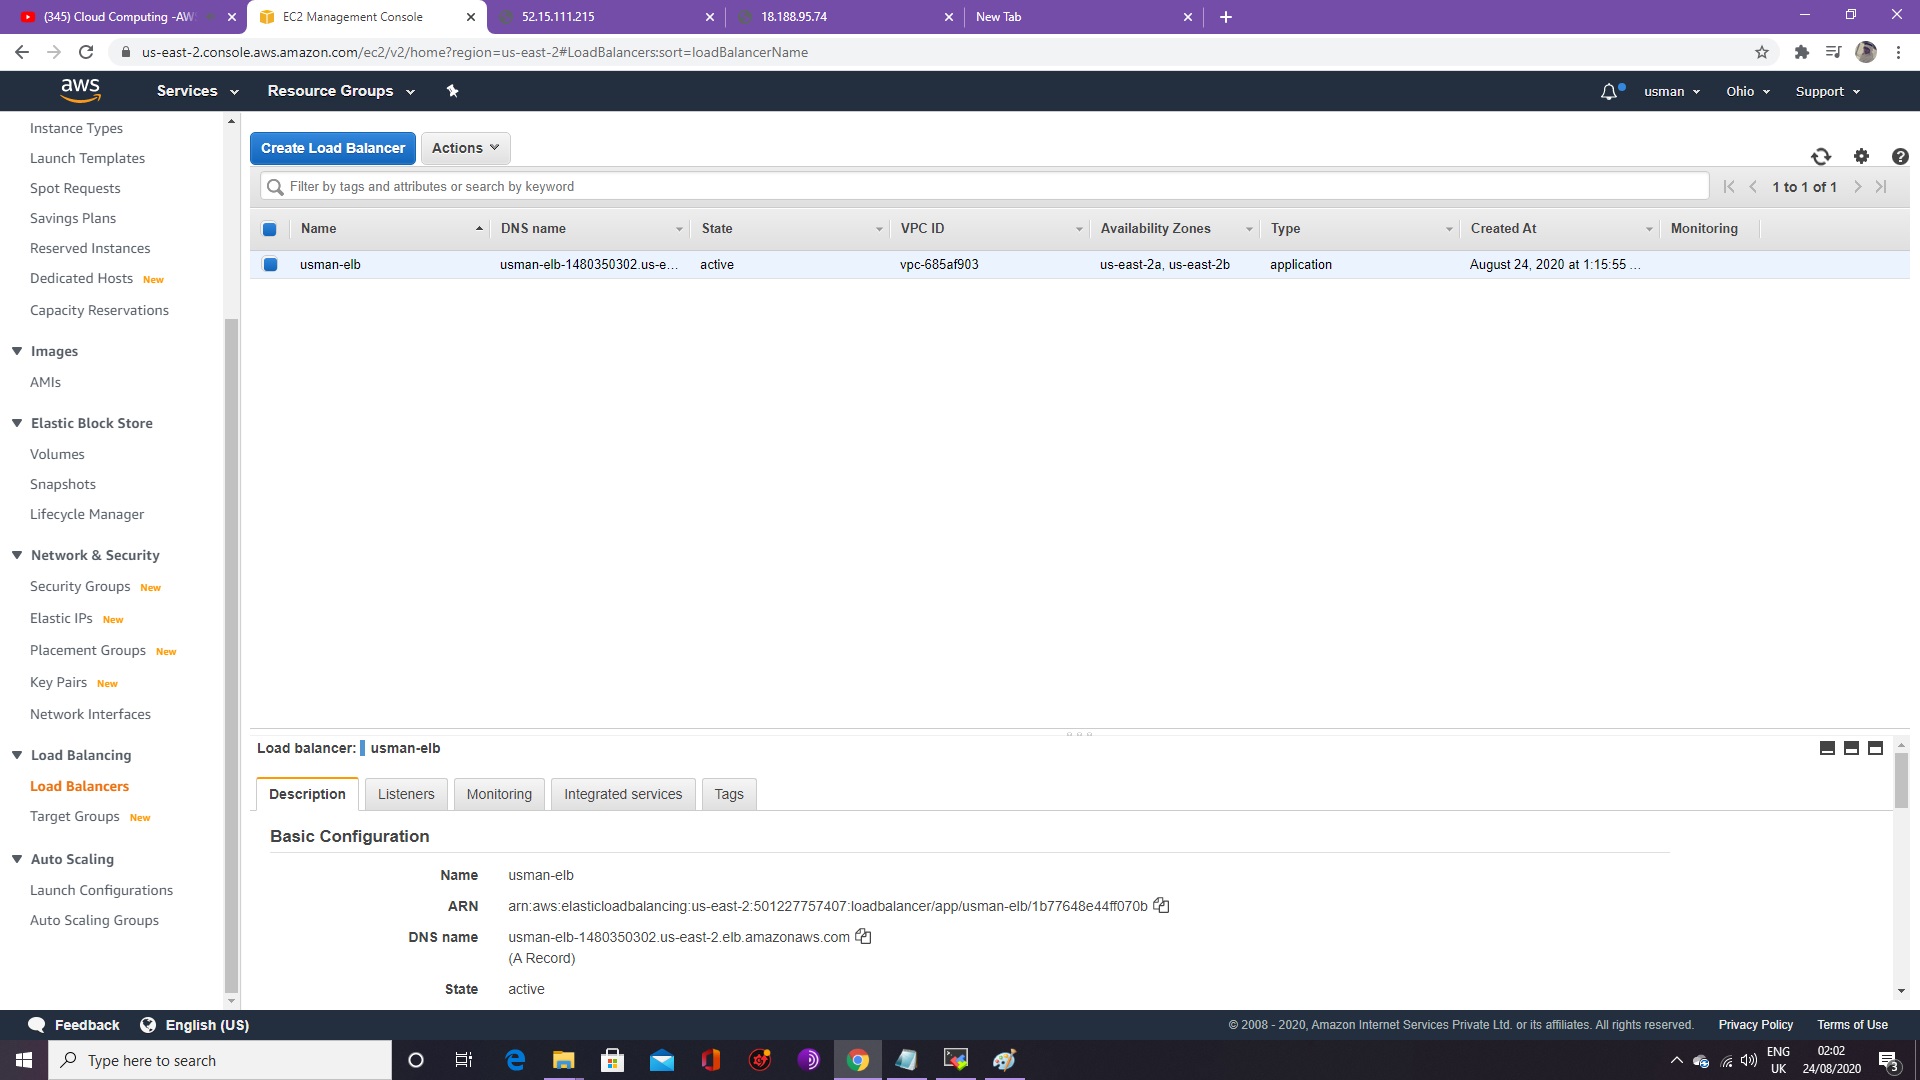 (345) Cloud Computing -AW
EC2 Management Console
52.15.111.215
18.188.95.74
New Tab
us-east-2.console.aws.amazon.com/ec2/v2/home?region=us-east-2#LoadBalancers:sort=loadBalancerName
aws
Services
Resource Groups
usman
Ohio
Support
Instance Types
Launch Templates
Spot Requests
Savings Plans
Reserved Instances
Dedicated Hosts New
Capacity Reservations
Images
AMIs
Elastic Block Store
Volumes
Snapshots
Lifecycle Manager
Network & Security
Security Groups New
Elastic IPs New
Placement Groups New
Key Pairs New
Network Interfaces
Load Balancing
Load Balancers
Target Groups New
Auto Scaling
Launch Configurations
Auto Scaling Groups
Create Load Balancer
Actions
Filter by tags and attributes or search by keyword
1 to 1 of 1
Name DNS name State VPC ID Availability Zones Type Created At Monitoring
usman-elb usman-elb-1480350302.us-e... active vpc-685af903 us-east-2a, us-east-2b application August 24, 2020 at 1:15:55 ...
Load balancer: usman-elb
Description
Listeners
Monitoring
Integrated services
Tags
Basic Configuration
Name usman-elb
ARN arn:aws:elasticloadbalancing:us-east-2:501227757407:loadbalancer/app/usman-elb/1b77648e44ff070b
DNS name usman-elb-1480350302.us-east-2.elb.amazonaws.com
(A Record)
State active
Feedback
English (US)
© 2008 - 2020, Amazon Internet Services Private Ltd. or its affiliates. All rights reserved.
Privacy Policy
Terms of Use
Type here to search
ENG
UK
02:02
24/08/2020
3